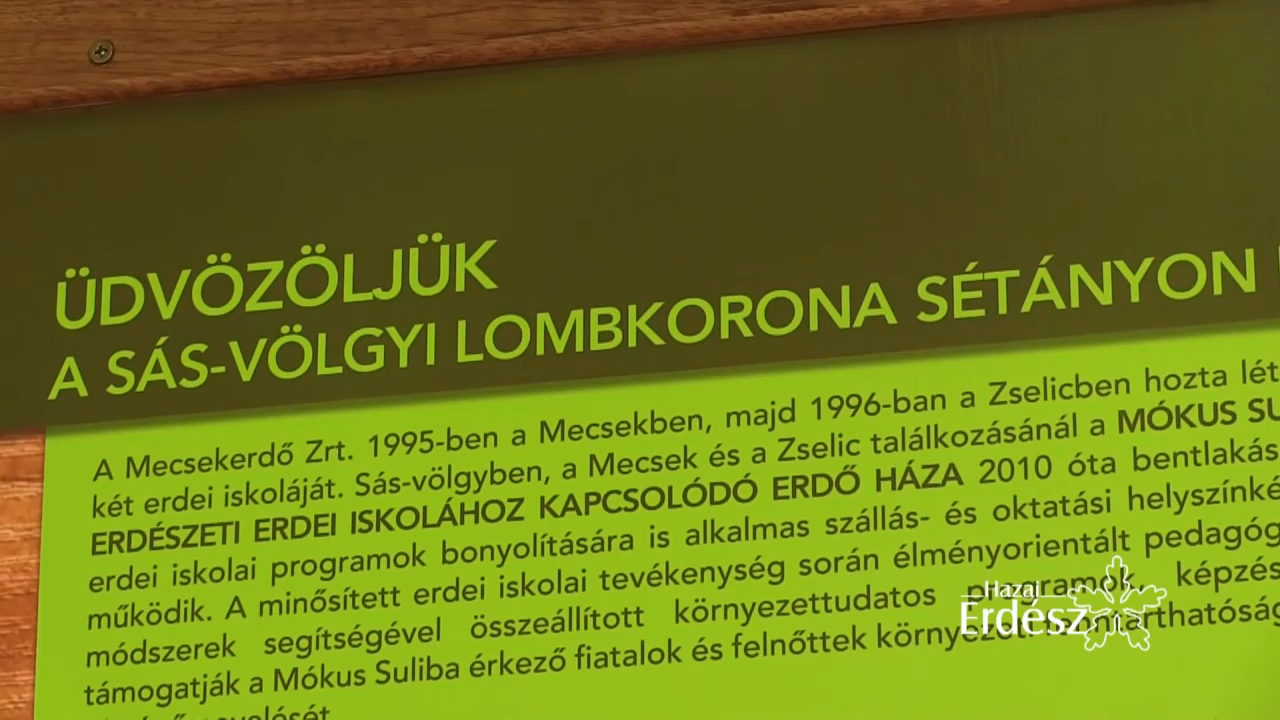 ÜDVÖZÖLJÜK
A SÁS-VÖLGYI LOMBKORONA SÉTÁNYON
A Mecsekerdő Zrt. 1995-ben a Mecsekben, majd 1996-ban a Zselicben hozta lét
két erdei iskoláját. Sás-völgyben, a Mecsek és a Zselic találkozásánál a MÓKUS SU
ERDÉSZETI ERDEI ISKOLÁHOZ KAPCSOLÓDÓ ERDŐ HÁZA 2010 óta bentlakás
erdei iskolai programok bonyolítására is alkalmas szállás- és oktatási helyszínké
működik. A minősített erdei iskolai tevékenység során élményorientált pedagóg
módszerek segítségével összeállított környezettudatos programok, képzés
támogatják a Mókus Suliba érkező fiatalok és felnőttek
Hazai
Erdész